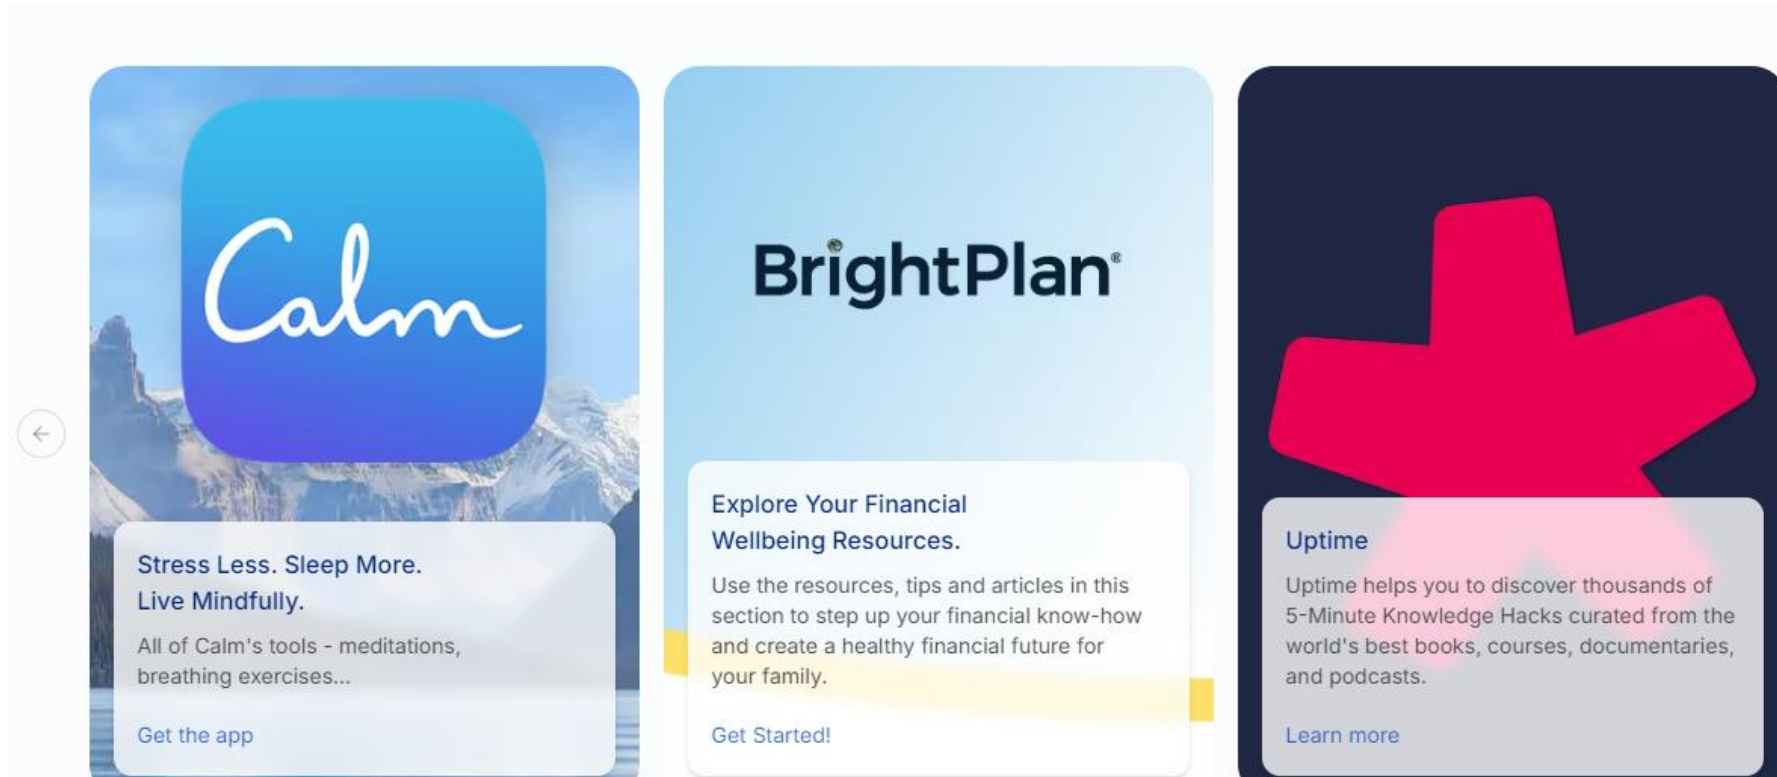 Calm
Stress Less. Sleep More.
Live Mindfully.
All of Calm's tools - meditations,
breathing exercises...
Get the app
BrightPlan®
Explore Your Financial
Wellbeing Resources.
Use the resources, tips and articles in this
section to step up your financial know-how
and create a healthy financial future for
your family.
Get Started!
Uptime
Uptime helps you to discover thousands of
5-Minute Knowledge Hacks curated from the
world's best books, courses, documentaries,
and podcasts.
Learn more